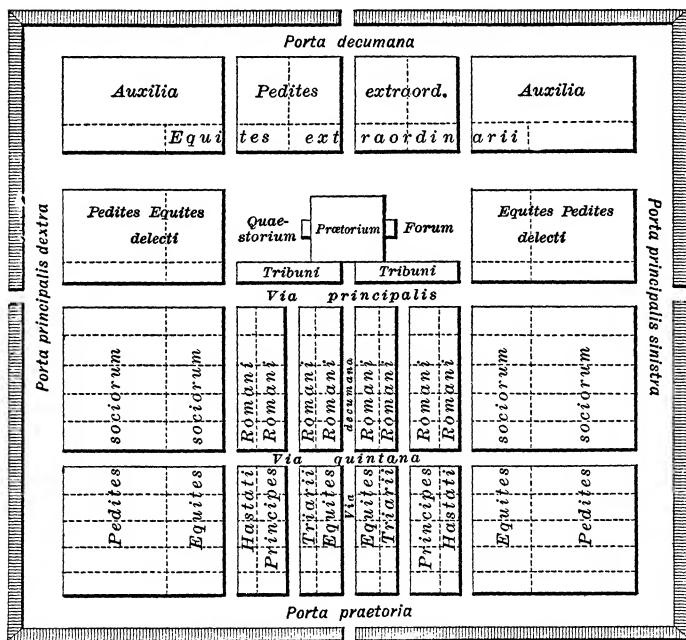 Porta decumana
Auxilia
Pedites
extraord.
Auxilia
Equi tes ext raordin arii
Porta principalis dextra
Pedites Equites
delecti
Quae-
storium
Prætorium
Forum
Equites Pedites
delecti
Porta principalis sinistra
Tribuni
Tribuni
Via principalis
sociorum
sociorum
Romani
Romani
Romani
Romani
decumana
Romani
Romani
Romani
Romani
sociorum
sociorum
Via quintana
Pedites
Equites
Hastati
Principes
Triarii
Equites
Via
Equites
Triarii
Principes
Hastati
Equites
Pedites
Porta praetoria